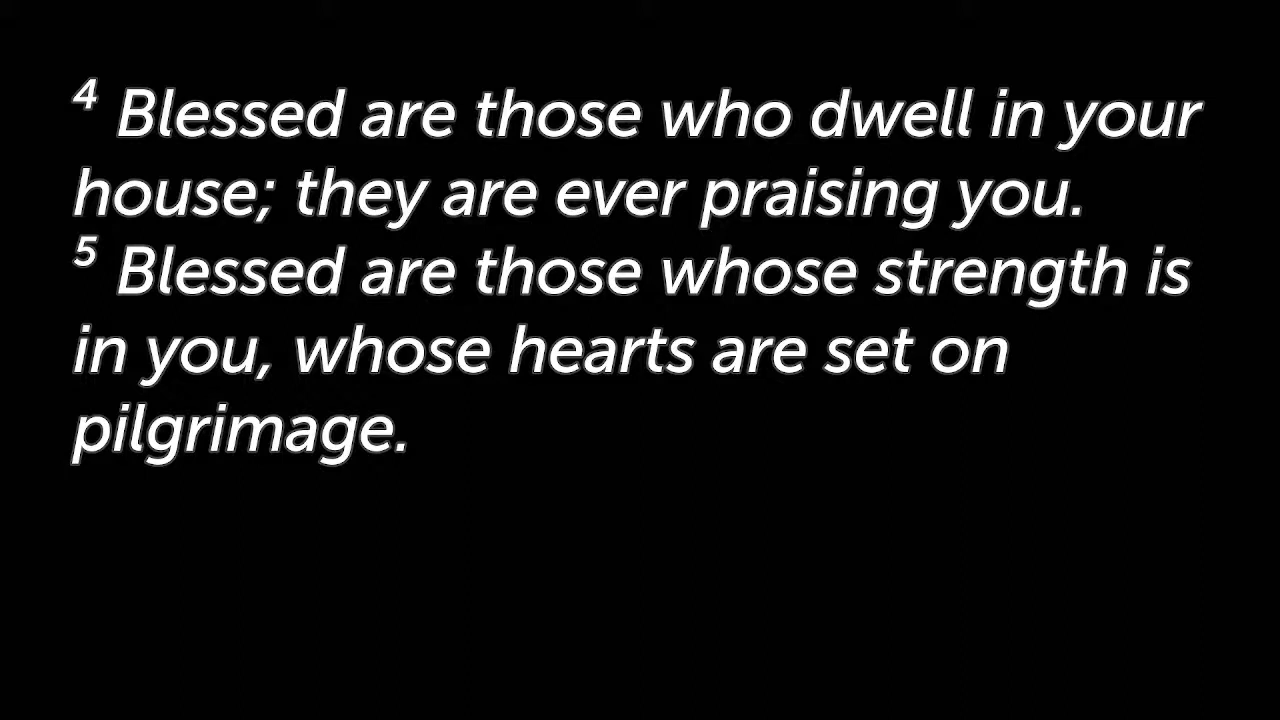 4 Blessed are those who dwell in your
house; they are ever praising you.
5 Blessed are those whose strength is
in you, whose hearts are set on
pilgrimage.